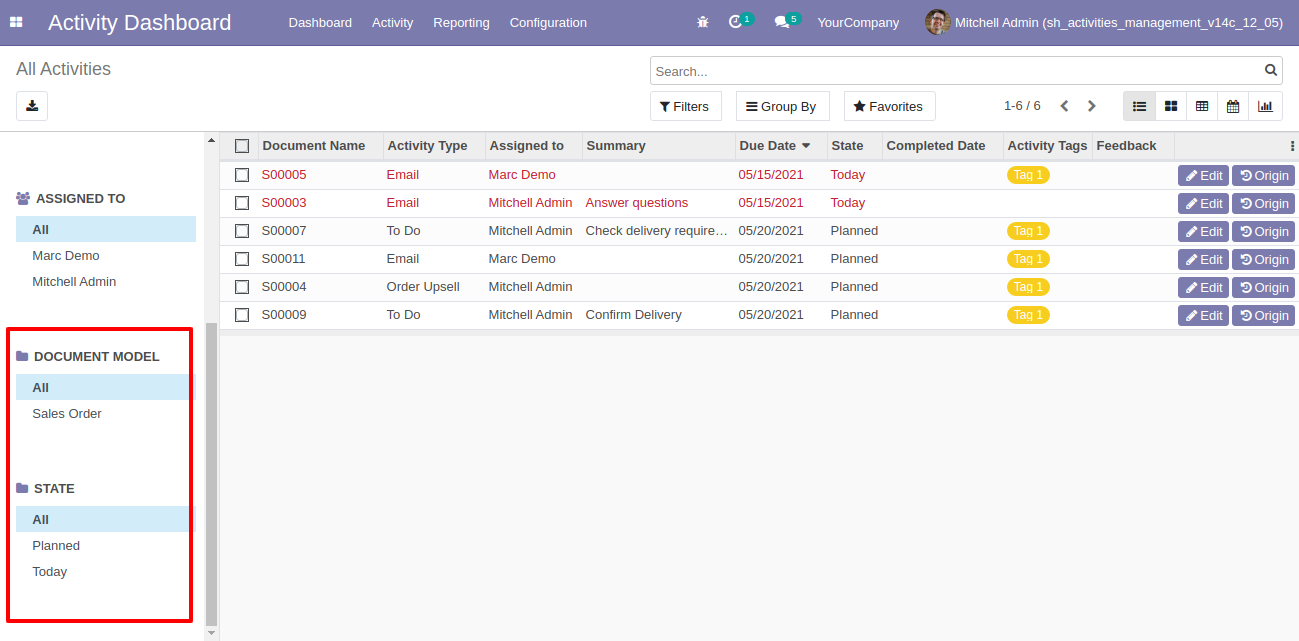 Activity Dashboard Dashboard Activity Reporting Configuration 1 5 YourCompany Mitchell Admin (sh_activities_management_v14c_12_05)
All Activities
Search...
Filters Group By Favorites 1-6 / 6
ASSIGNED TO
All
Marc Demo
Mitchell Admin
DOCUMENT MODEL
All
Sales Order
STATE
All
Planned
Today
Document Name Activity Type Assigned to Summary Due Date State Completed Date Activity Tags Feedback
S00005 Email Marc Demo 05/15/2021 Today Tag 1 Edit Origin
S00003 Email Mitchell Admin Answer questions 05/15/2021 Today Edit Origin
S00007 To Do Mitchell Admin Check delivery require... 05/20/2021 Planned Tag 1 Edit Origin
S00011 Email Marc Demo 05/20/2021 Planned Tag 1 Edit Origin
S00004 Order Upsell Mitchell Admin 05/20/2021 Planned Tag 1 Edit Origin
S00009 To Do Mitchell Admin Confirm Delivery 05/20/2021 Planned Tag 1 Edit Origin